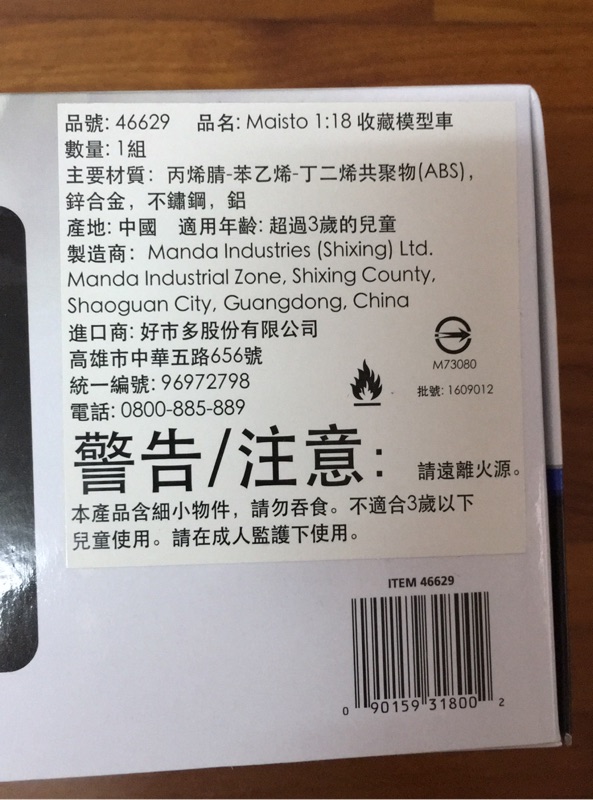 品號: 46629 品名: Maisto 1:18 收藏模型車
數量: 1組
主要材質: 丙烯腈-苯乙烯-丁二烯共聚物(ABS),
鋅合金, 不鏽鋼, 鋁
產地: 中國 適用年齡: 超過3歲的兒童
製造商: Manda Industries (Shixing) Ltd.
Manda Industrial Zone, Shixing County,
Shaoguan City, Guangdong, China
進口商: 好市多股份有限公司
高雄市中華五路656號
統一編號: 96972798
電話: 0800-885-889
M73080
批號: 1609012
警告/注意: 請遠離火源。
本產品含細小物件, 請勿吞食。不適合3歲以下
兒童使用。請在成人監護下使用。
ITEM 46629
0 90159 31800 2